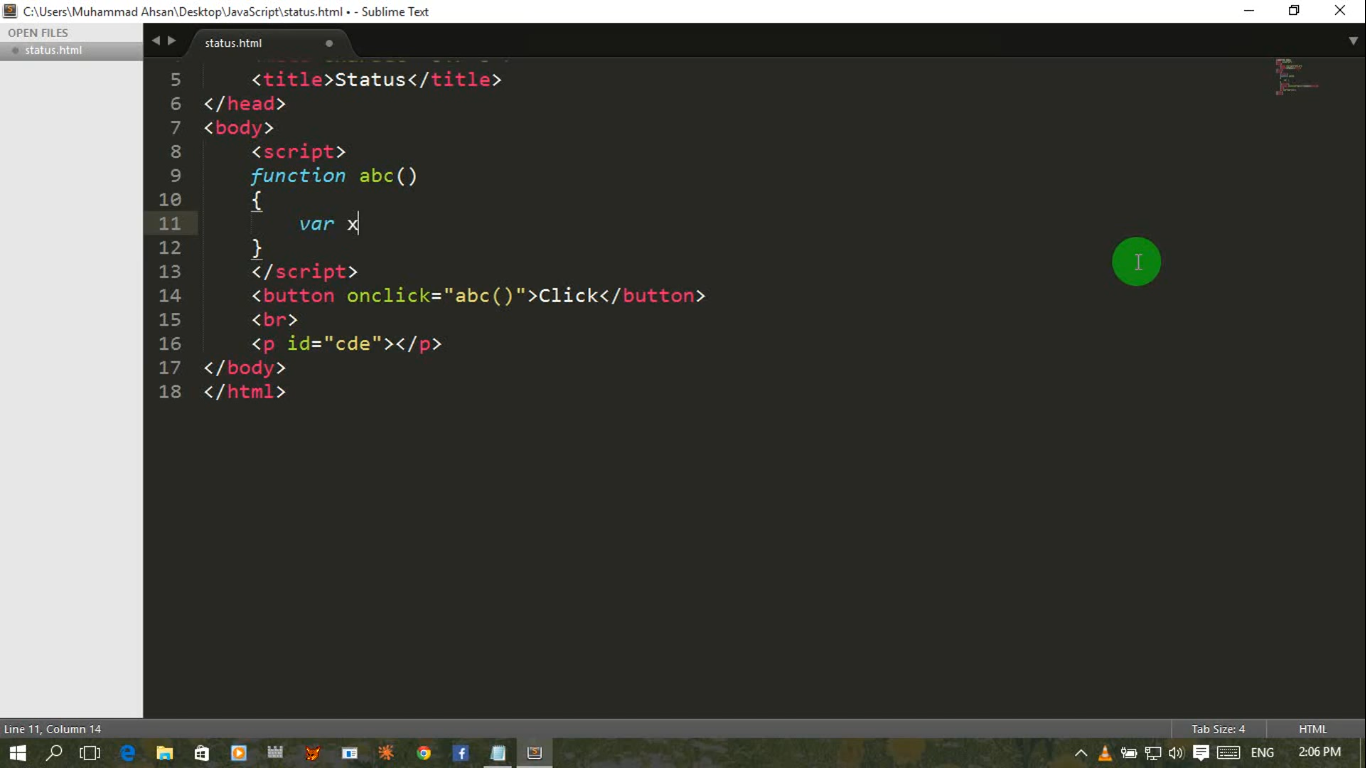 C:\Users\Muhammad Ahsan\Desktop\JavaScript\status.html • - Sublime Text
OPEN FILES
status.html
status.html
5 <title>Status</title>
6 </head>
7 <body>
8 <script>
9 function abc()
10 {
11 var x
12 }
13 </script>
14 <button onclick="abc()">Click</button>
15 <br>
16 <p id="cde"></p>
17 </body>
18 </html>
Line 11, Column 14
Tab Size: 4
HTML
ENG
2:06 PM